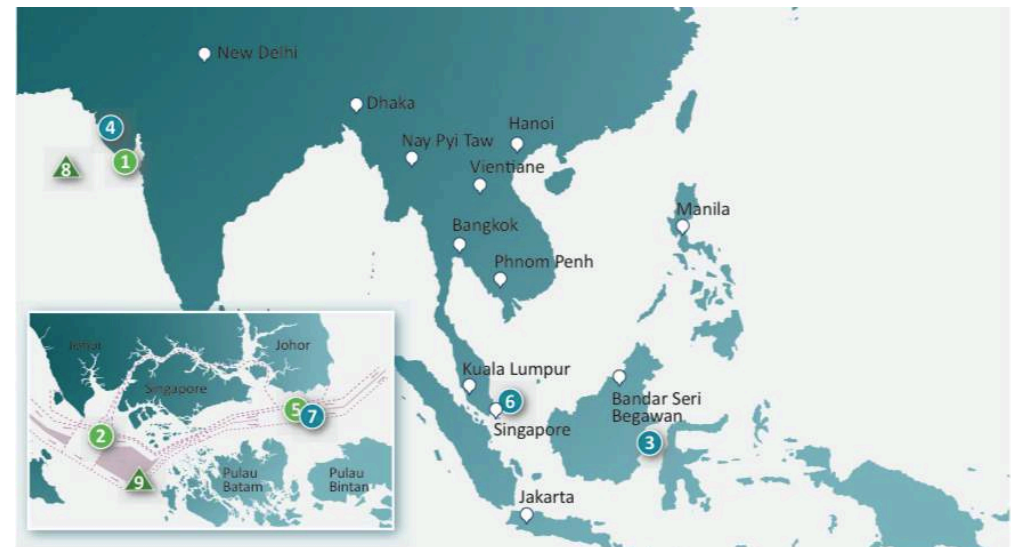 New Delhi
Dhaka
4
Hanoi
Nay Pyi Taw
1
8
Vientiane
Manila
Bangkok
Phnom Penh
Johor
Kuala Lumpur
Singapore
6
Bandar Seri
Begawan
5
7
Singapore
2
3
9
Pulau
Batam
Pulau
Bintan
Jakarta